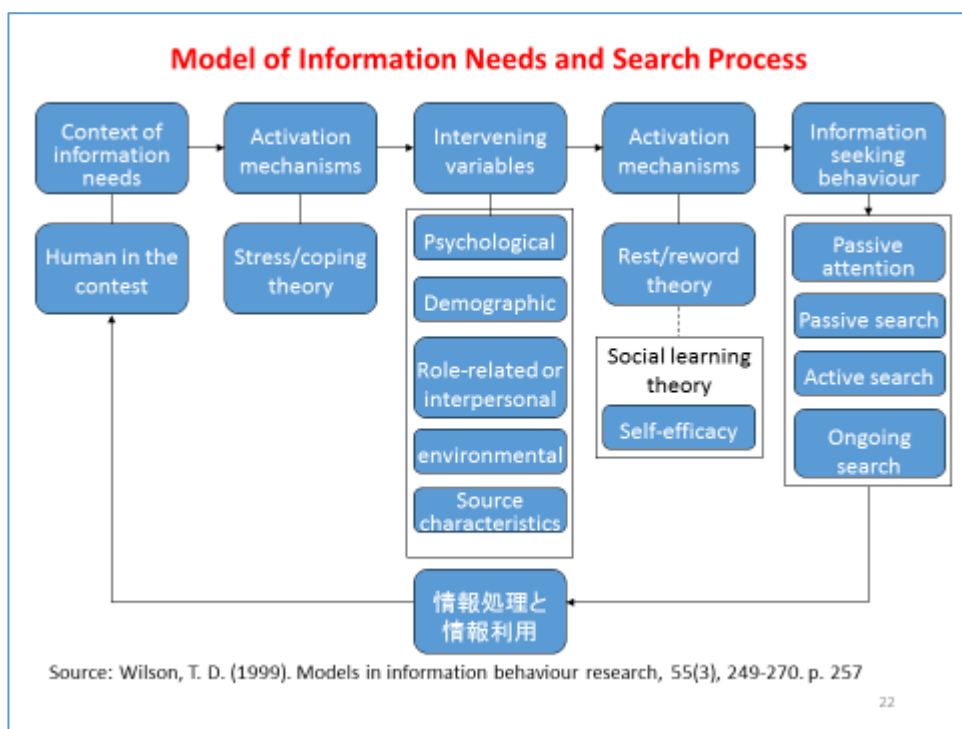 Model of Information Needs and Search Process
Context of
information
needs
Activation
mechanisms
Intervening
variables
Activation
mechanisms
Information
seeking
behaviour
Human in the
contest
Stress/coping
theory
Psychological
Demographic
Role-related or
interpersonal
environmental
Source
characteristics
Rest/reword
theory
Social learning
theory
Self-efficacy
Passive
attention
Passive search
Active search
Ongoing
search
情報処理と
情報利用
Source: Wilson, T. D. (1999). Models in information behaviour research, 55(3), 249-270. p. 257
22